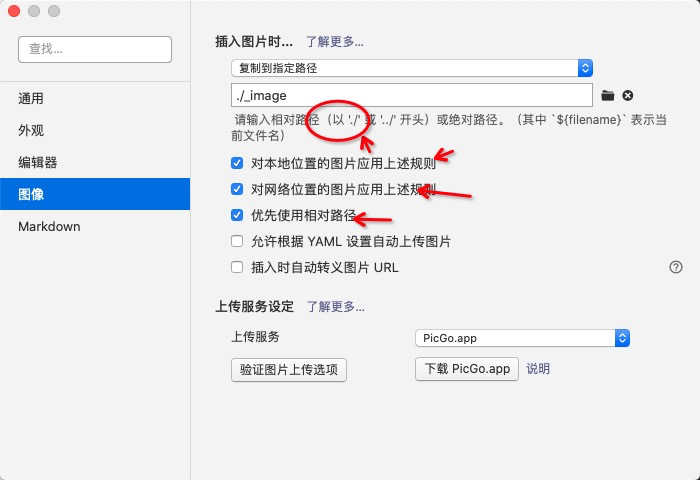 查找...
通用
外观
编辑器
图像
Markdown
插入图片时... 了解更多...
复制到指定路径
./_image
请输入相对路径（以 './' 或 '../' 开头）或绝对路径。（其中 `${filename}` 表示当
前文件名）
对本地位置的图片应用上述规则
对网络位置的图片应用上述规则
优先使用相对路径
允许根据 YAML 设置自动上传图片
插入时自动转义图片 URL
?
上传服务设定 了解更多...
上传服务 PicGo.app
验证图片上传选项 下载 PicGo.app 说明